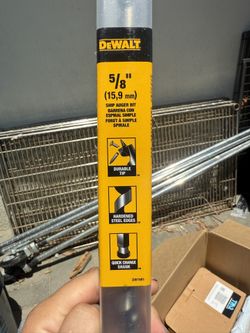 DEWALT
5/8"
(15,9 mm)
SHIP AUGER BIT
BARRENA CON
ESPIRAL SIMPLE
FORET À SIMPLE
SPIRALE
DURABLE
TIP
HARDENED
STEEL EDGES
QUICK CHANGE
SHANK